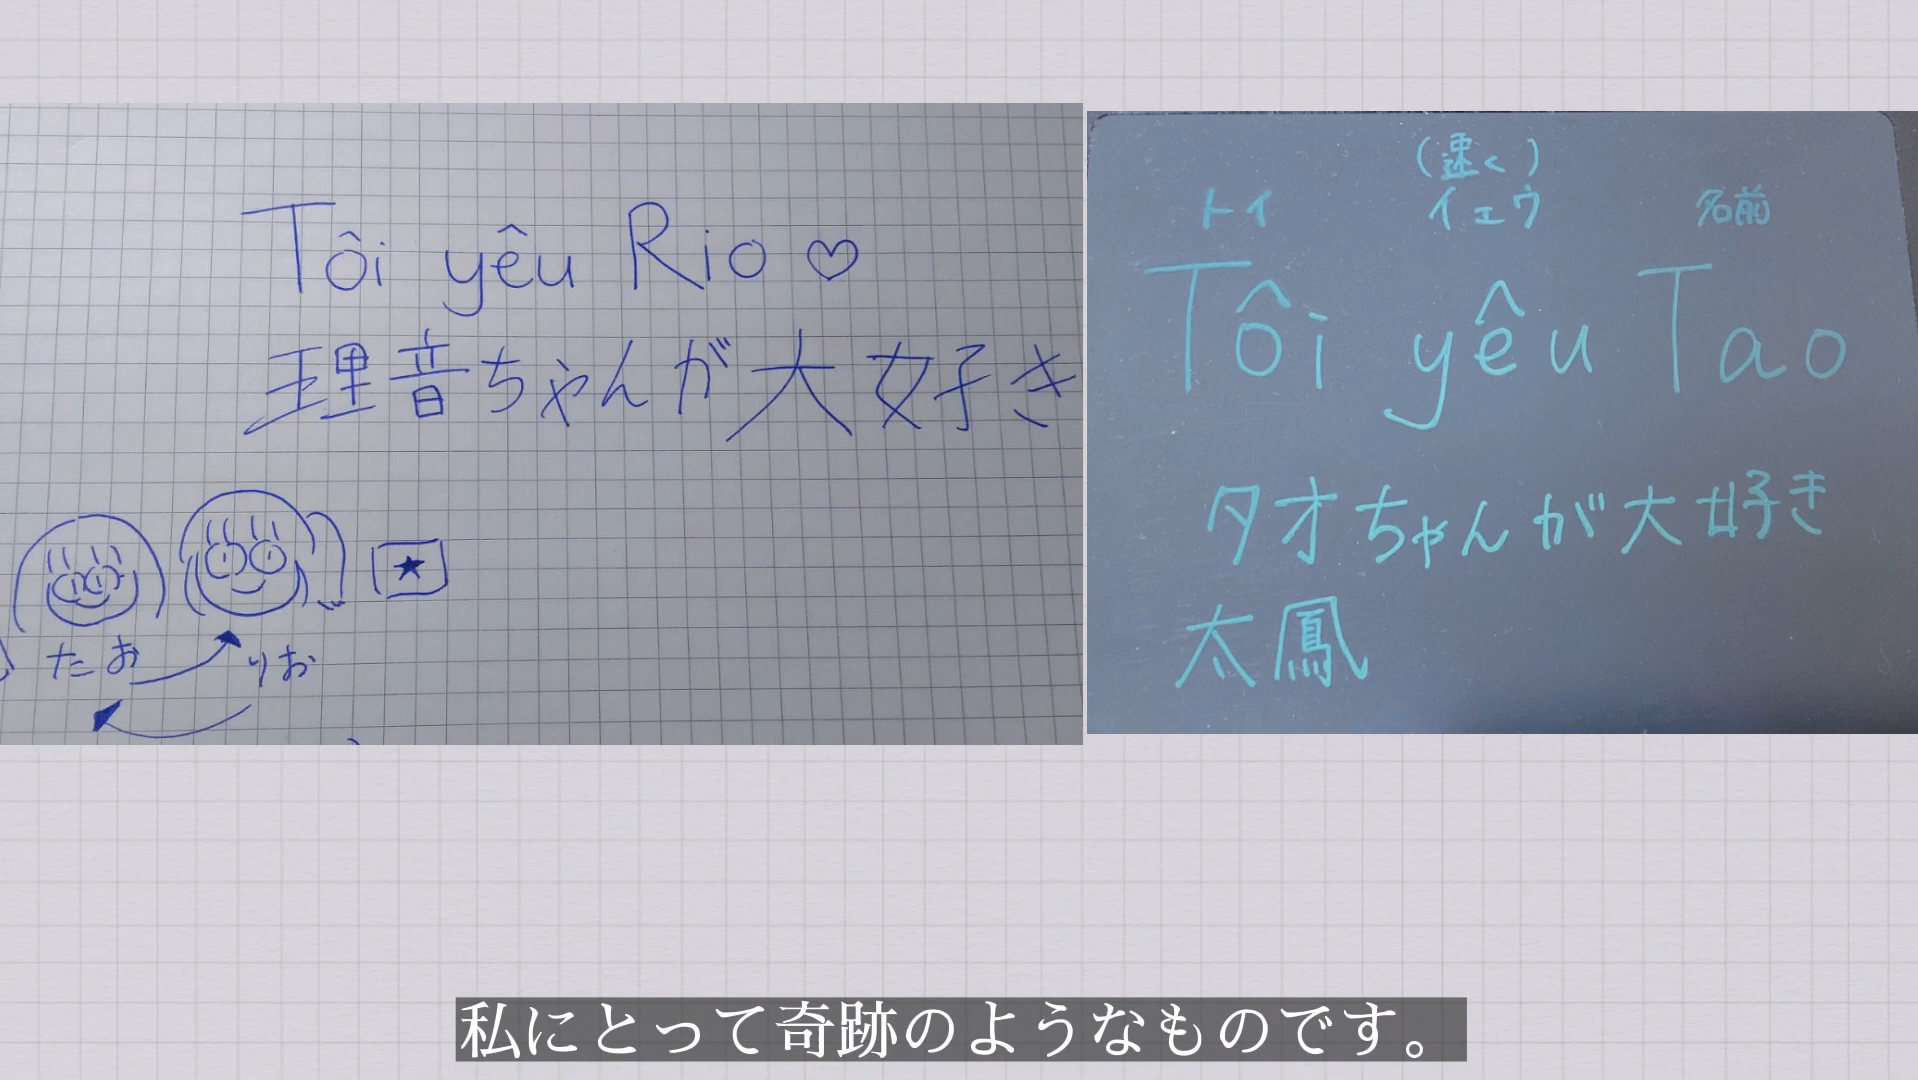 Tôi yêu Rio ♡
理音ちゃんが大好き
たお りお
(速く)
トイ イェウ 名前
Tôi yêu Tao
タオちゃんが大好き
太鳳
私にとって奇跡のようなものです。